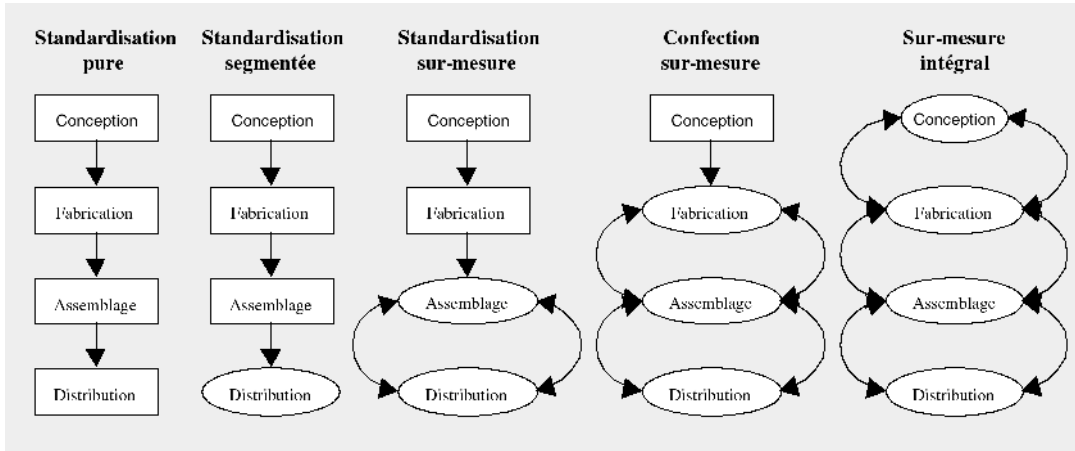 Standardisation
pure
Conception
Fabrication
Assemblage
Distribution
Standardisation
segmentée
Conception
Fabrication
Assemblage
Distribution
Standardisation
sur-mesure
Conception
Fabrication
Assemblage
Distribution
Confection
sur-mesure
Conception
Fabrication
Assemblage
Distribution
Sur-mesure
intégral
Conception
Fabrication
Assemblage
Distribution